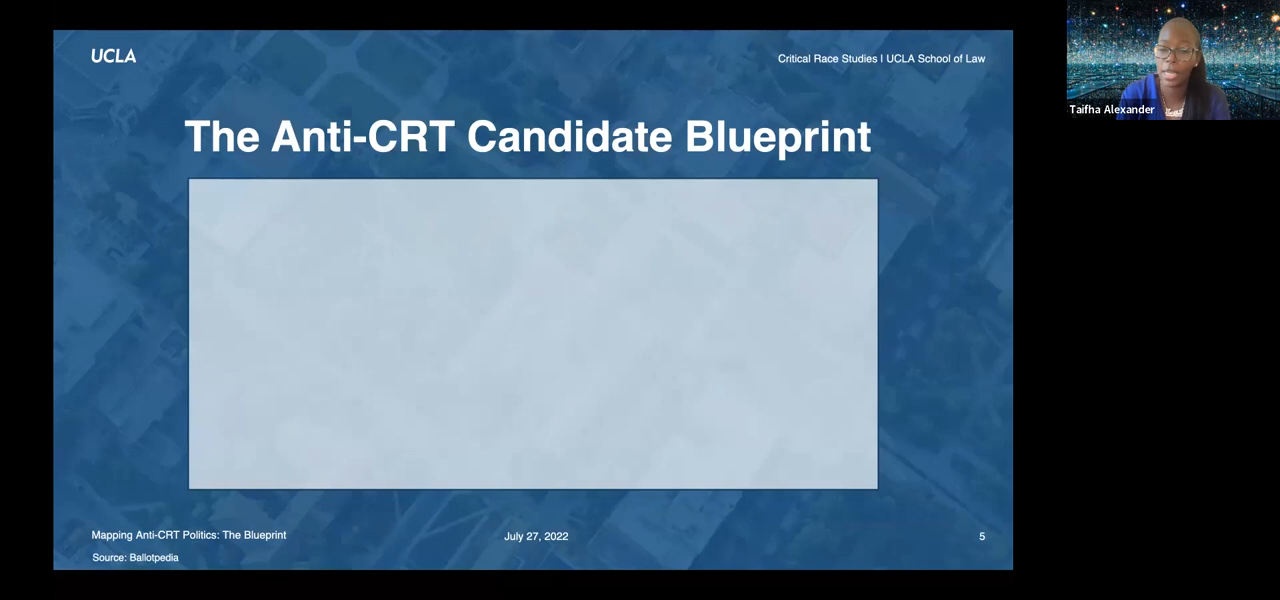 UCLA
Critical Race Studies | UCLA School of Law
Taifha Alexander
The Anti-CRT Candidate Blueprint
Mapping Anti-CRT Politics: The Blueprint
July 27, 2022
5
Source: Ballotpedia